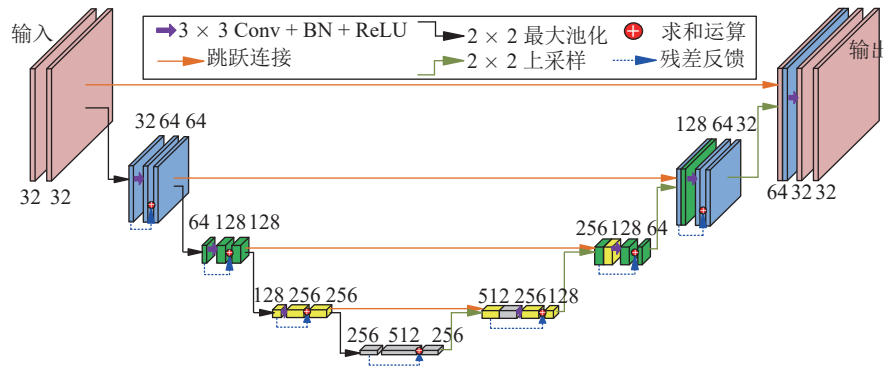 输入
3 × 3 Conv + BN + ReLU
2 × 2 最大池化
求和运算
跳跃连接
2 × 2 上采样
残差反馈
输出
32 32
32 64 64
64 128 128
128 256 256
256 512 256
512 256 128
256 128 64
128 64 32
64 32 32